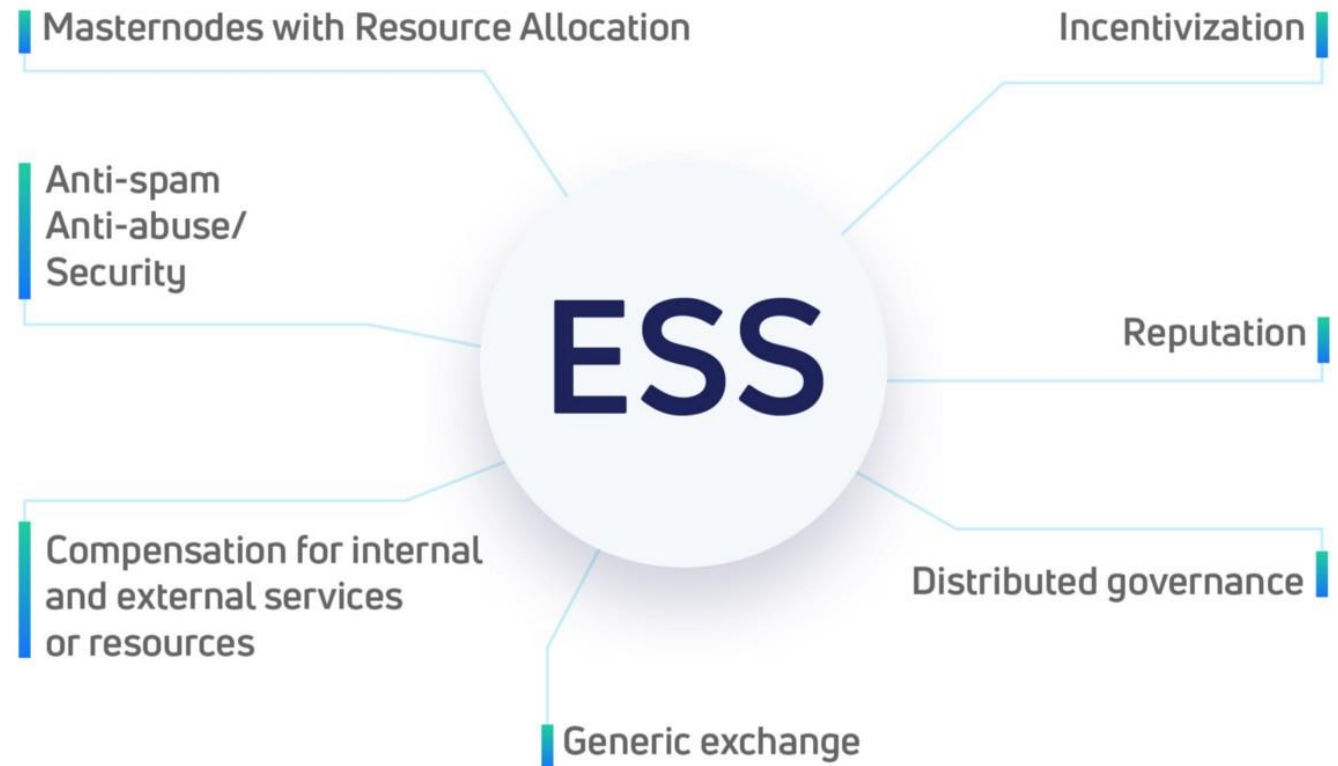 Masternodes with Resource Allocation
Incentivization
Anti-spam
Anti-abuse/
Security
ESS
Reputation
Compensation for internal
and external services
or resources
Distributed governance
Generic exchange